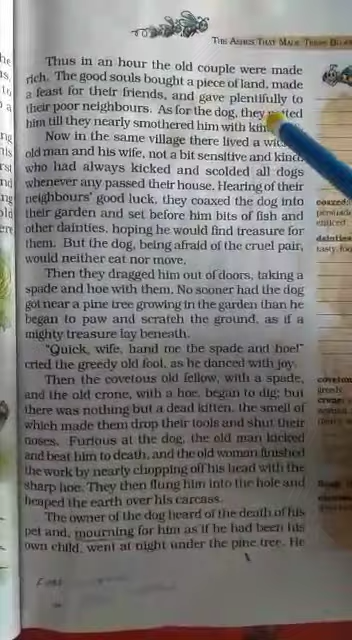 THE ASHES THAT MADE TREES
Thus in an hour the old couple were made
rich. The good souls bought a piece of land, made
a feast for their friends, and gave plentifully to
their poor neighbours. As for the dog, they petted
him till they nearly smothered him with
Now in the same village there lived a
old man and his wife, not a bit sensitive and kind,
who had always kicked and scolded all dogs
whenever any passed their house. Hearing of their
neighbours' good luck, they coaxed the dog into
their garden and set before him bits of fish and
other dainties, hoping he would find treasure for
them. But the dog, being afraid of the cruel pair,
would neither eat nor move.
Then they dragged him out of doors, taking a
spade and hoe with them. No sooner had the dog
got near a pine tree growing in the garden than he
began to paw and scratch the ground, as if a
mighty treasure lay beneath.
"Quick, wife, hand me the spade and hoe!"
cried the greedy old fool, as he danced with joy.
Then the covetous old fellow, with a spade,
and the old crone, with a hoe, began to dig; but
there was nothing but a dead kitten, the smell of
which made them drop their tools and shut their
noses. Furious at the dog, the old man kicked
and beat him to death, and the old woman finished
the work by nearly chopping off his head with the
sharp hoe. They then flung him into the hole and
heaped the earth over his carcass.
The owner of the dog heard of the death of his
pet and, mourning for him as if he had been his
own child, went at night under the pine tree. He
coaxed:
enticed
dainties